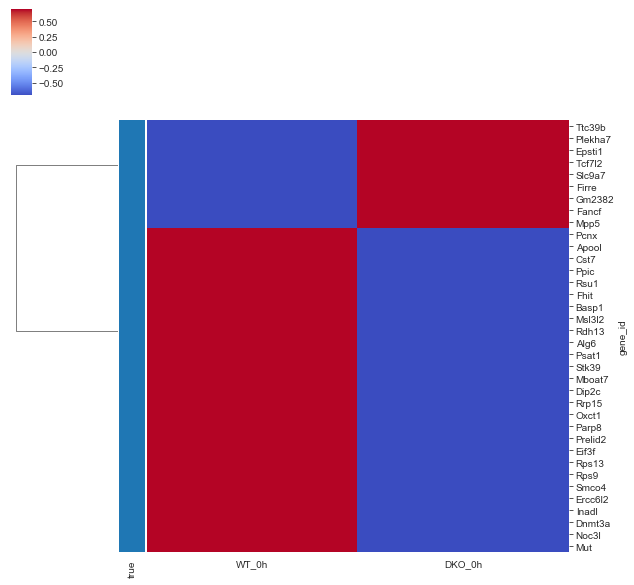 0.50
0.25
0.00
−0.25
−0.50
Ttc39b
Plekha7
Epsti1
Tcf7l2
Slc9a7
Firre
Gm2382
Fancf
Mpp5
Pcnx
Apool
Cst7
Ppic
Rsu1
Fhit
Basp1
Msl3l2
Rdh13
Alg6
Psat1
Stk39
Mboat7
Dip2c
Rrp15
Oxct1
Parp8
Prelid2
Eif3f
Rps13
Rps9
Smco4
Ercc6l2
Inadl
Dnmt3a
Noc3l
Mut
gene_id
true
WT_0h
DKO_0h